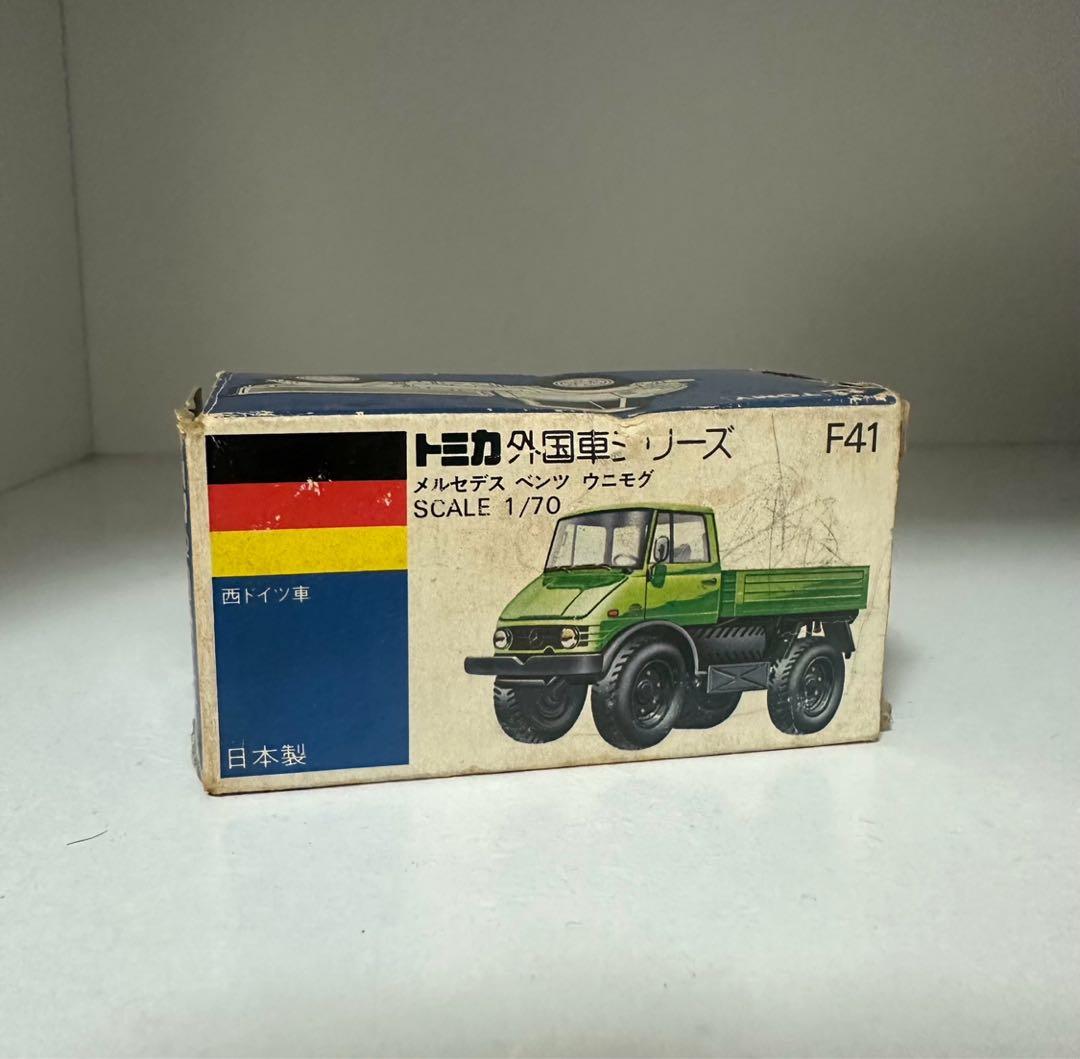 トミカ 外国車シリーズ F41
メルセデス ベンツ ウニモグ
SCALE 1/70
西ドイツ車
日本製
TOMY